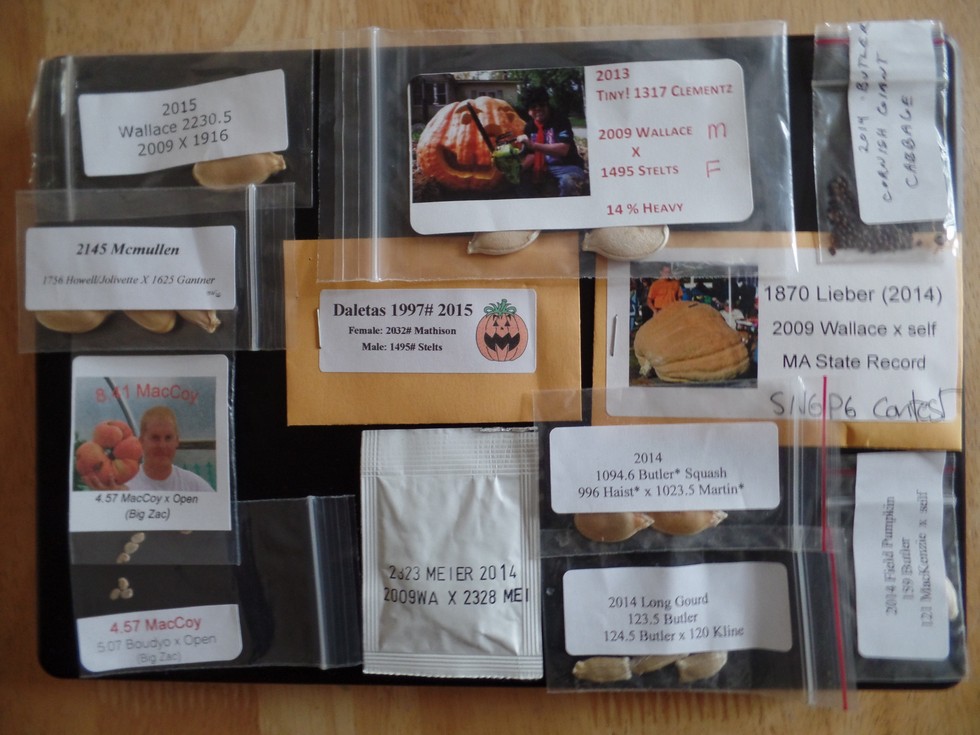 2015
Wallace 2230.5
2009 X 1916
2013
Tiny! 1317 Clementz
2009 Wallace M
X
1495 Stelts F
14 % Heavy
2014 BUTLER
CORNISH GIANT
CABBAGE
2145 Mcmullen
1756 Howell/Jolivette X 1625 Gantner
Daletas 1997# 2015
Female: 2032# Mathison
Male: 1495# Stelts
1870 Lieber (2014)
2009 Wallace x self
MA State Record
Contest
8.41 MacCoy
4.57 MacCoy x Open
(Big Zac)
4.57 MacCoy
5.07 Boudyo x Open
(Big Zac)
2323 MEIER 2014
2009WA X 2328 MEI
2014
1094.6 Butler* Squash
996 Haist* x 1023.5 Martin*
2014 Long Gourd
123.5 Butler
124.5 Butler x 120 Kline
2014 Field Pumpkin
159 Butler
121 MacKenzie x self